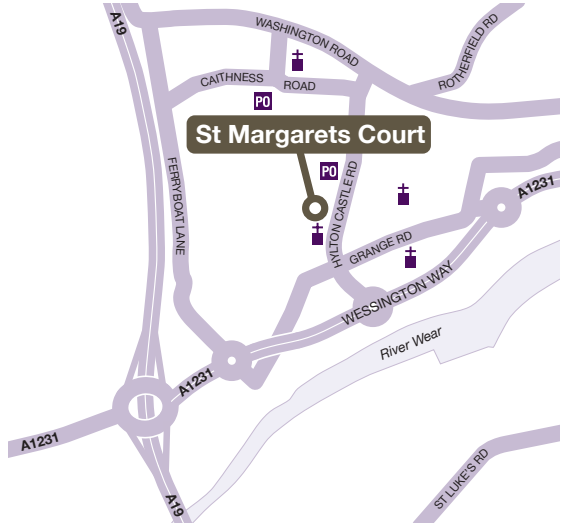 A19
WASHINGTON ROAD
ROTHERFIELD RD
CAITHNESS ROAD
PO
St Margarets Court
PO
FERRYBOAT LANE
HYLTON CASTLE RD
A1231
GRANGE RD
WESSINGTON WAY
River Wear
A1231
A1231
ST LUKE'S RD
A19